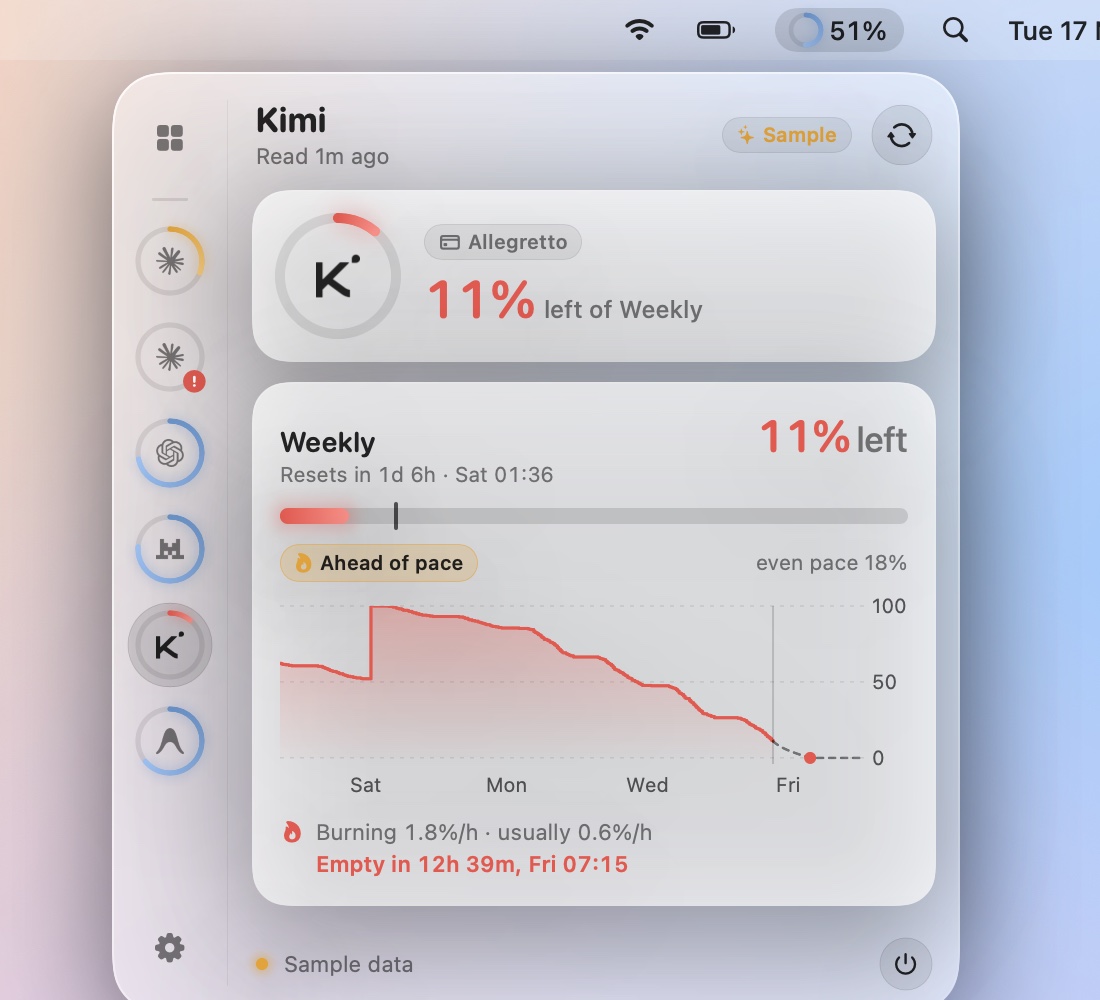 51%
Tue 17
Kimi
Read 1m ago
Sample
Allegretto
11% left of Weekly
Weekly
11% left
Resets in 1d 6h · Sat 01:36
Ahead of pace
even pace 18%
100
50
0
Sat Mon Wed Fri
Burning 1.8%/h · usually 0.6%/h
Empty in 12h 39m, Fri 07:15
Sample data